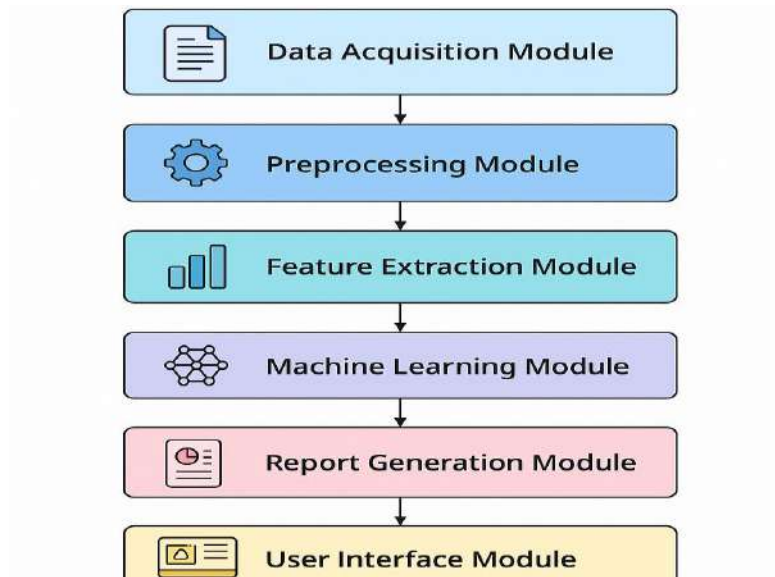 Data Acquisition Module
Preprocessing Module
Feature Extraction Module
Machine Learning Module
Report Generation Module
User Interface Module